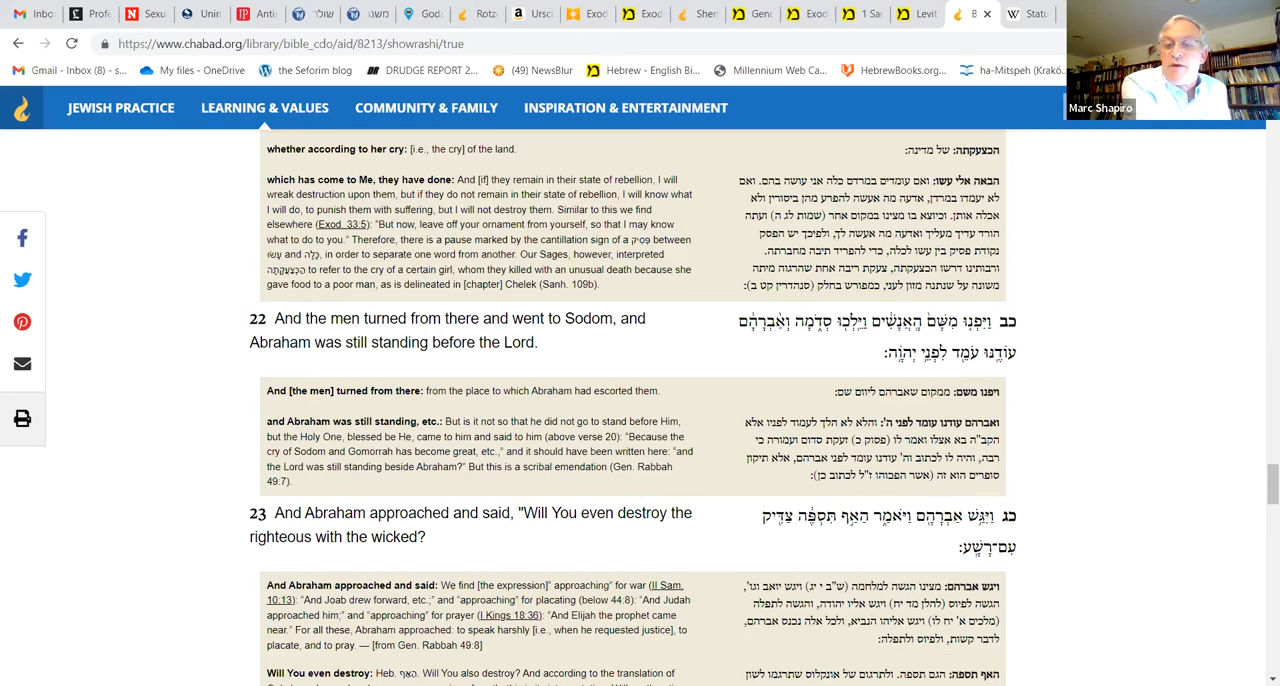 Inbo
Profe
Sexu
Unin
Anti
שולר
משנו
Goda
Rotz
Ursch
Exod
Exod
Shen
Gene
Exod
1 Sar
Levit
B
Statu
https://www.chabad.org/library/bible_cdo/aid/8213/showrashi/true
Gmail - Inbox (8) - s...
My files - OneDrive
the Seforim blog
DRUDGE REPORT 2...
(49) NewsBlur
Hebrew - English Bi...
Millennium Web Ca...
HebrewBooks.org...
ha-Mitspeh (Krakó...
Marc Shapiro
JEWISH PRACTICE
LEARNING & VALUES
COMMUNITY & FAMILY
INSPIRATION & ENTERTAINMENT
whether according to her cry: [i.e., the cry] of the land.
which has come to Me, they have done: And [if] they remain in their state of rebellion, I will
wreak destruction upon them, but if they do not remain in their state of rebellion, I will know what
I will do, to punish them with suffering, but I will not destroy them. Similar to this we find
elsewhere (Exod. 33:5): "But now, leave off your ornament from yourself, so that I may know
what to do to you." Therefore, there is a pause marked by the cantillation sign of a פָּסִיק between
עָשׂוּ and כָּלָה, in order to separate one word from another. Our Sages, however, interpreted
הַכְּצַעֲקָתָהּ to refer to the cry of a certain girl, whom they killed with an unusual death because she
gave food to a poor man, as is delineated in [chapter] Chelek (Sanh. 109b).
הכצעקתה: של מדינה:
הבאה אלי עשו: ואם עומדים במרדם כלה אני עושה בהם. ואם
לא יעמדו במרדן, אדעה מה אעשה להפרע מהן ביסורין ולא
אכלה אותן. וכיוצא בו מצינו במקום אחר (שמות לג ה) ועתה
הורד עדיך מעליך ואדעה מה אעשה לך, ולפיכך יש הפסק
נקודת פסיק בין עשו לכלה, כדי להפריד תיבה מחברתה.
ורבותינו דרשו הכצעקתה, צעקת ריבה אחת שהרגוה מיתה
משונה על שנתנה מזון לעני, כמפורש בחלק (סנהדרין קט ב):
22 And the men turned from there and went to Sodom, and
Abraham was still standing before the Lord.
כב וַיִּפְנ֤וּ מִשָּׁם֙ הָֽאֲנָשִׁ֔ים וַיֵּֽלְכ֖וּ סְדֹ֑מָה וְאַ֨בְרָהָ֔ם
עוֹדֶ֥נּוּ עֹמֵ֖ד לִפְנֵ֥י יְהֹוָֽה:
And [the men] turned from there: from the place to which Abraham had escorted them.
and Abraham was still standing, etc.: But is it not so that he did not go to stand before Him,
but the Holy One, blessed be He, came to him and said to him (above verse 20): "Because the
cry of Sodom and Gomorrah has become great, etc.," and it should have been written here: "and
the Lord was still standing beside Abraham?" But this is a scribal emendation (Gen. Rabbah
49:7).
ויפנו משם: ממקום שאברהם ליוום שם:
ואברהם עודנו עומד לפני ה': והלא לא הלך לעמוד לפניו אלא
הקב"ה בא אצלו ואמר לו (פסוק כ) זעקת סדום ועמורה כי
רבה, והיה לו לכתוב וה' עודנו עומד לפני אברהם, אלא תיקון
סופרים הוא זה (אשר הפכוהו ז"ל לכתוב כן):
23 And Abraham approached and said, "Will You even destroy the
righteous with the wicked?
כג וַיִּגַּ֥שׁ אַבְרָהָ֖ם וַיֹּאמַ֑ר הַאַ֣ף תִּסְפֶּ֔ה צַדִּ֖יק
עִם־רָשָֽׁע:
And Abraham approached and said: We find [the expression]" approaching" for war (II Sam.
10:13): "And Joab drew forward, etc.;" and "approaching" for placating (below 44:8): "And Judah
approached him;" and "approaching" for prayer (I Kings 18:36): "And Elijah the prophet came
near." For all these, Abraham approached: to speak harshly [i.e., when he requested justice], to
placate, and to pray. — [from Gen. Rabbah 49:8]
ויגש אברהם: מצינו הגשה למלחמה (ש"ב י יג) ויגש יואב וגו',
הגשה לפיוס (להלן מד יח) ויגש אליו יהודה, והגשה לתפלה
(מלכים א' יח לו) ויגש אליהו הנביא, ולכל אלה נכנס אברהם,
לדבר קשות, ולפיוס ולתפלה:
Will You even destroy: Heb. הַאַף. Will You also destroy? And according to the translation of
האף תספה: הגם תספה. ולתרגום של אונקלוס שתרגמו לשון